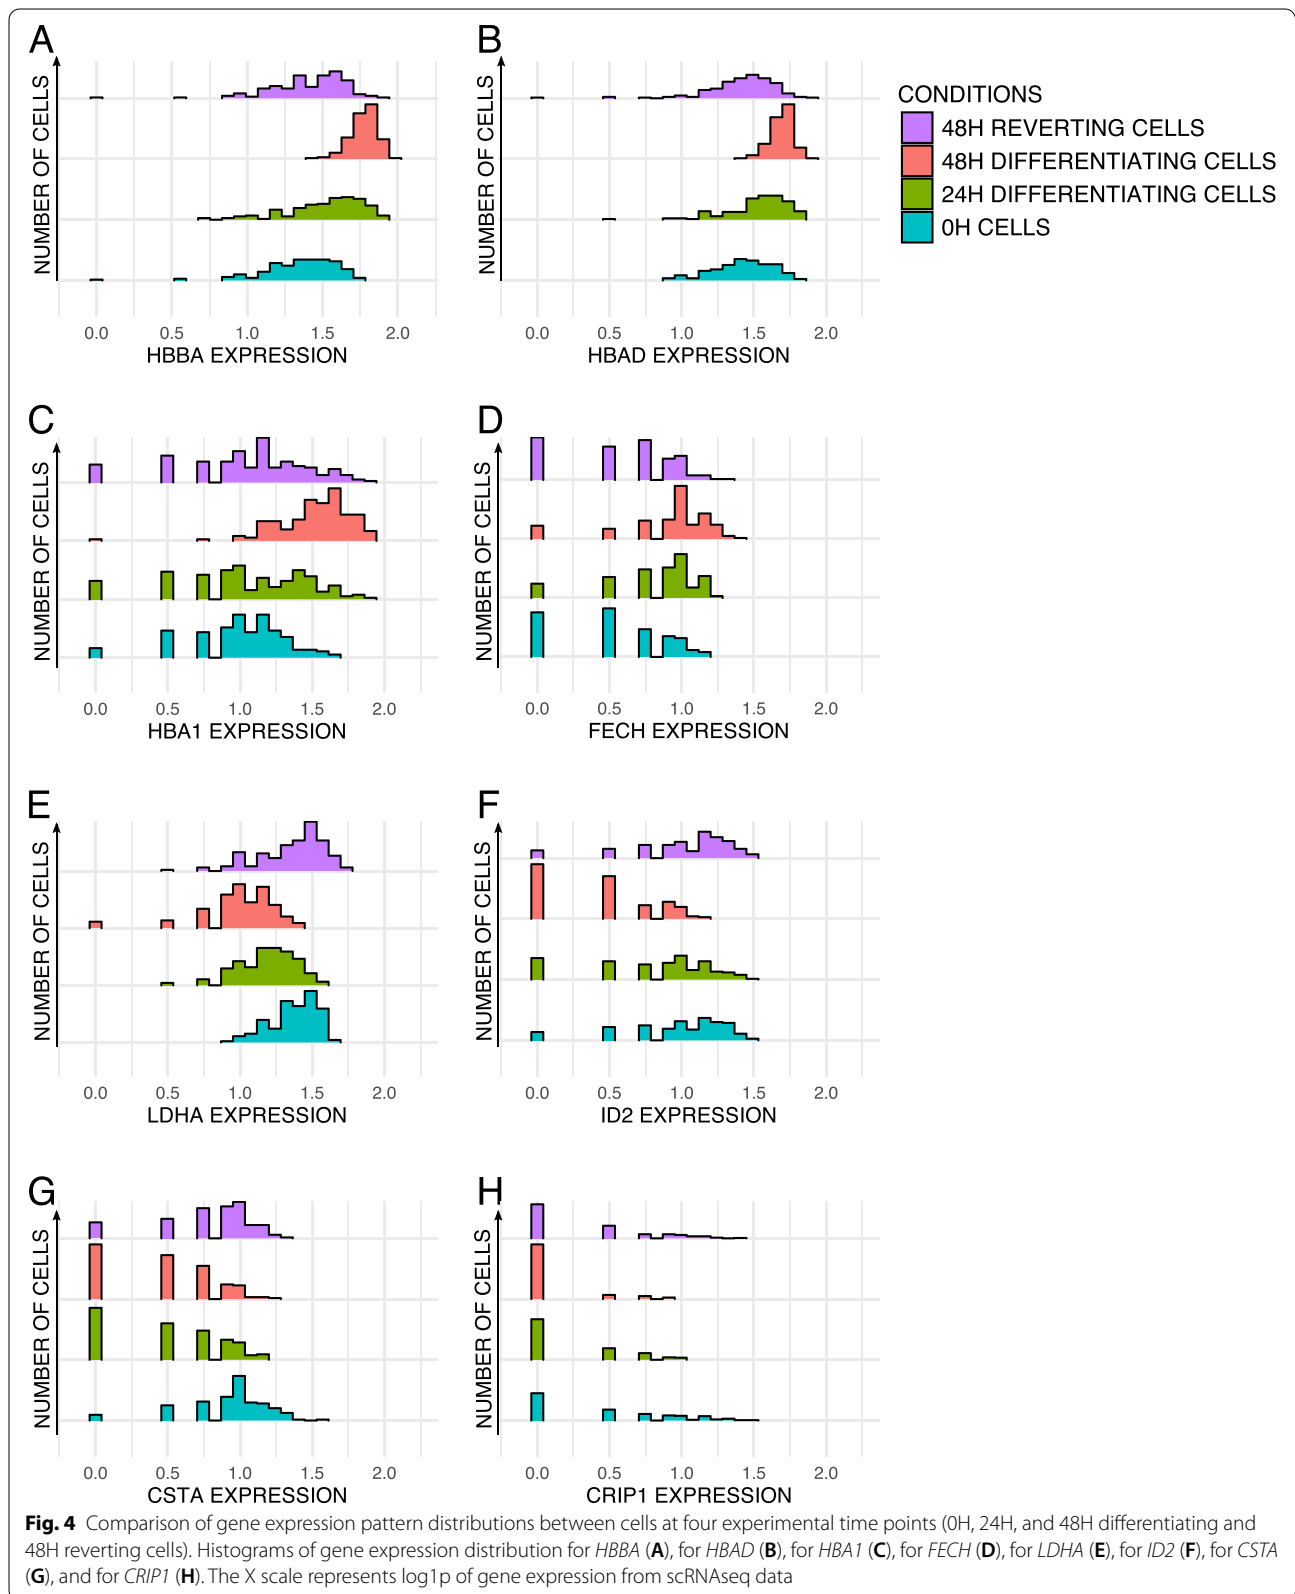 A
B
NUMBER OF CELLS
NUMBER OF CELLS
0.0 0.5 1.0 1.5 2.0
HBBA EXPRESSION
0.0 0.5 1.0 1.5 2.0
HBAD EXPRESSION
CONDITIONS
48H REVERTING CELLS
48H DIFFERENTIATING CELLS
24H DIFFERENTIATING CELLS
0H CELLS
C
D
NUMBER OF CELLS
NUMBER OF CELLS
0.0 0.5 1.0 1.5 2.0
HBA1 EXPRESSION
0.0 0.5 1.0 1.5 2.0
FECH EXPRESSION
E
F
NUMBER OF CELLS
NUMBER OF CELLS
0.0 0.5 1.0 1.5 2.0
LDHA EXPRESSION
0.0 0.5 1.0 1.5 2.0
ID2 EXPRESSION
G
H
NUMBER OF CELLS
NUMBER OF CELLS
0.0 0.5 1.0 1.5 2.0
CSTA EXPRESSION
0.0 0.5 1.0 1.5 2.0
CRIP1 EXPRESSION
Fig. 4 Comparison of gene expression pattern distributions between cells at four experimental time points (0H, 24H, and 48H differentiating and
48H reverting cells). Histograms of gene expression distribution for HBBA (A), for HBAD (B), for HBA1 (C), for FECH (D), for LDHA (E), for ID2 (F), for CSTA
(G), and for CRIP1 (H). The X scale represents log1p of gene expression from scRNAseq data